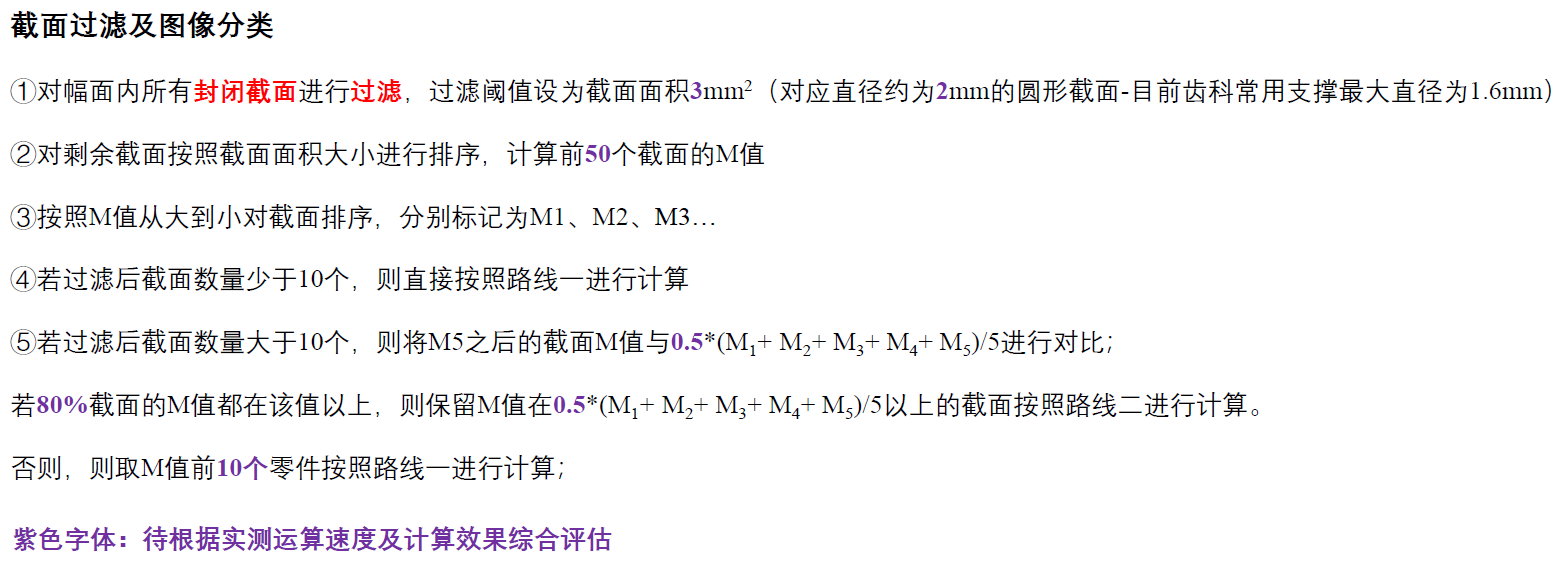 截面过滤及图像分类
①对幅面内所有封闭截面进行过滤，过滤阈值设为截面面积3mm²（对应直径约为2mm的圆形截面-目前齿科常用支撑最大直径为1.6mm）
②对剩余截面按照截面面积大小进行排序，计算前50个截面的M值
③按照M值从大到小对截面排序，分别标记为M1、M2、M3…
④若过滤后截面数量少于10个，则直接按照路线一进行计算
⑤若过滤后截面数量大于10个，则将M5之后的截面M值与0.5*(M₁+ M₂+ M₃+ M₄+ M₅)/5进行对比；
若80%截面的M值都在该值以上，则保留M值在0.5*(M₁+ M₂+ M₃+ M₄+ M₅)/5以上的截面按照路线二进行计算。
否则，则取M值前10个零件按照路线一进行计算；
紫色字体：待根据实测运算速度及计算效果综合评估